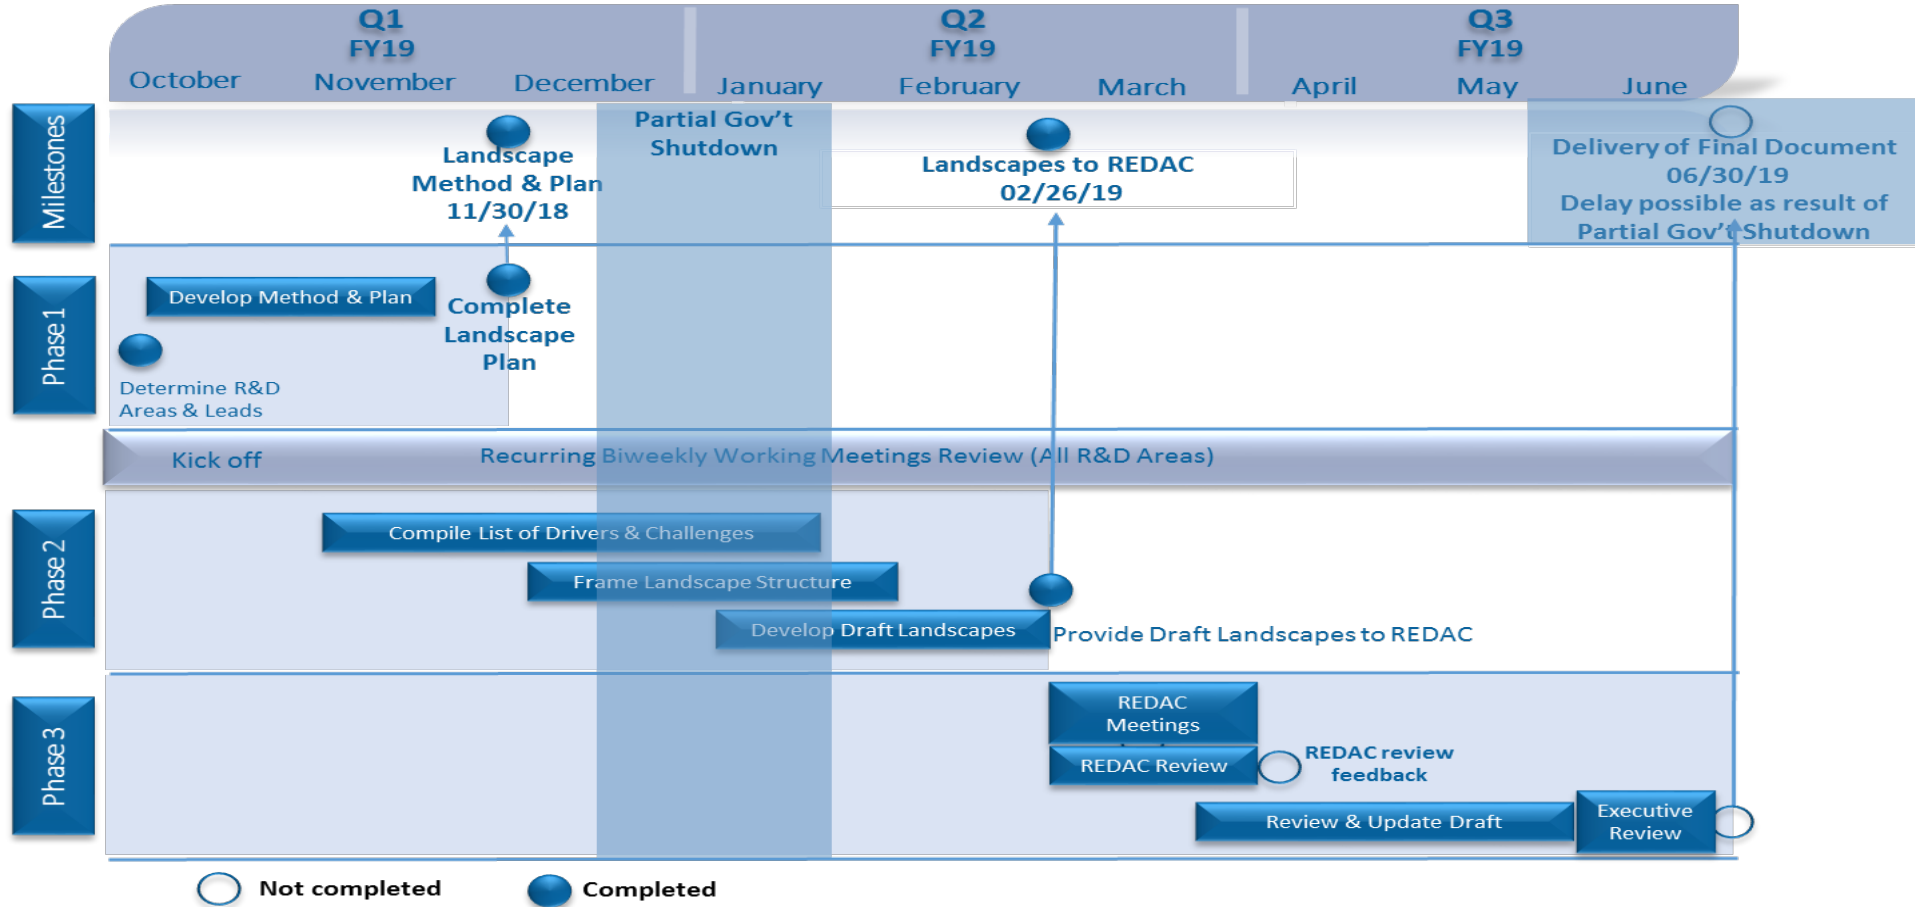 Q1
FY19
Q2
FY19
Q3
FY19
October
November
December
January
February
March
April
May
June
Milestones
Landscape
Method & Plan
11/30/18
Partial Gov't
Shutdown
Landscapes to REDAC
02/26/19
Delivery of Final Document
06/30/19
Delay possible as result of
Partial Gov't Shutdown
Phase 1
Develop Method & Plan
Determine R&D
Areas & Leads
Complete
Landscape
Plan
Kick off
Recurring Biweekly Working Meetings Review (All R&D Areas)
Phase 2
Compile List of Drivers & Challenges
Frame Landscape Structure
Develop Draft Landscapes
Provide Draft Landscapes to REDAC
Phase 3
REDAC
Meetings
REDAC Review
REDAC review
feedback
Review & Update Draft
Executive
Review
Not completed
Completed